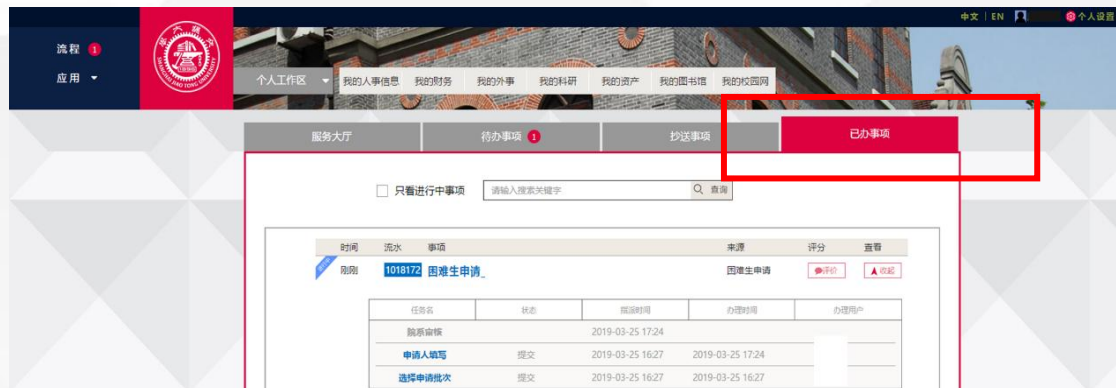 中文 | EN 个人设置
流程 1
应用
个人工作区 我的人事信息 我的财务 我的外事 我的科研 我的资产 我的图书馆 我的校园网
服务大厅 待办事项 1 抄送事项 已办事项
只看进行中事项 请输入搜索关键字 查询
时间 流水 事项 来源 评分 查看
刚刚 1018172 困难生申请_ 困难生申请 评价 收起
任务名 状态 指派时间 办理时间 办理用户
院系审核 2019-03-25 17:24
申请人填写 提交 2019-03-25 16:27 2019-03-25 17:24
选择申请批次 提交 2019-03-25 16:27 2019-03-25 16:27